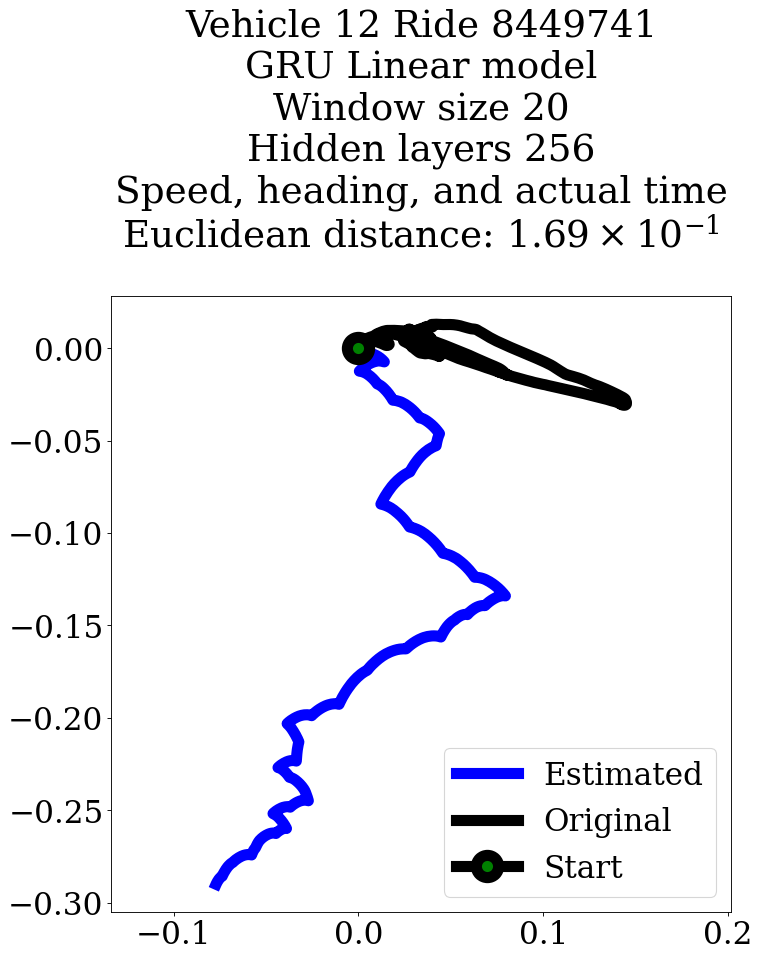 Vehicle 12 Ride 8449741
GRU Linear model
Window size 20
Hidden layers 256
Speed, heading, and actual time
Euclidean distance: 1.69 × 10⁻¹
0.00
−0.05
−0.10
−0.15
−0.20
−0.25
−0.30
Estimated
Original
Start
−0.1 0.0 0.1 0.2